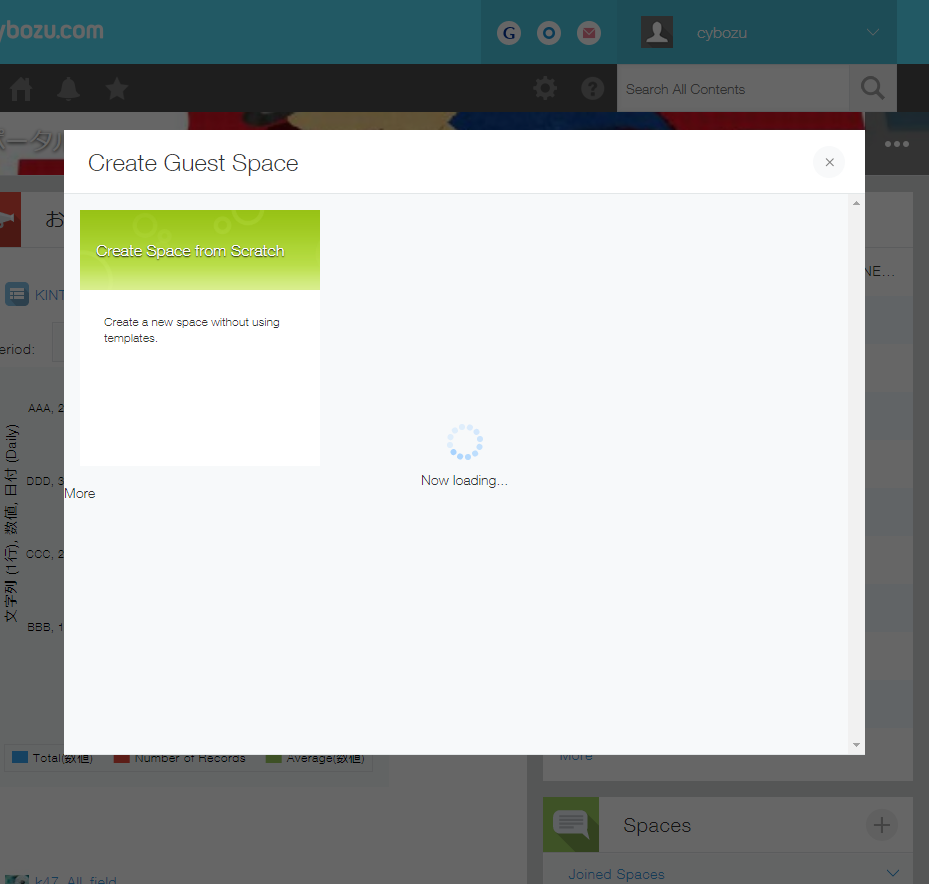 cybozu.com
G
cybozu
Search All Contents
ポータル
Create Guest Space
お
Create Space from Scratch
NE...
KINT
Create a new space without using
templates.
eriod:
AAA, 2
文字列 (1行), 数値, 日付 (Daily)
DDD, 3
Now loading...
More
CCC, 2
BBB, 1
Total(数値)
Number of Records
Average(数値)
More
Spaces
Joined Spaces
k47_All_field